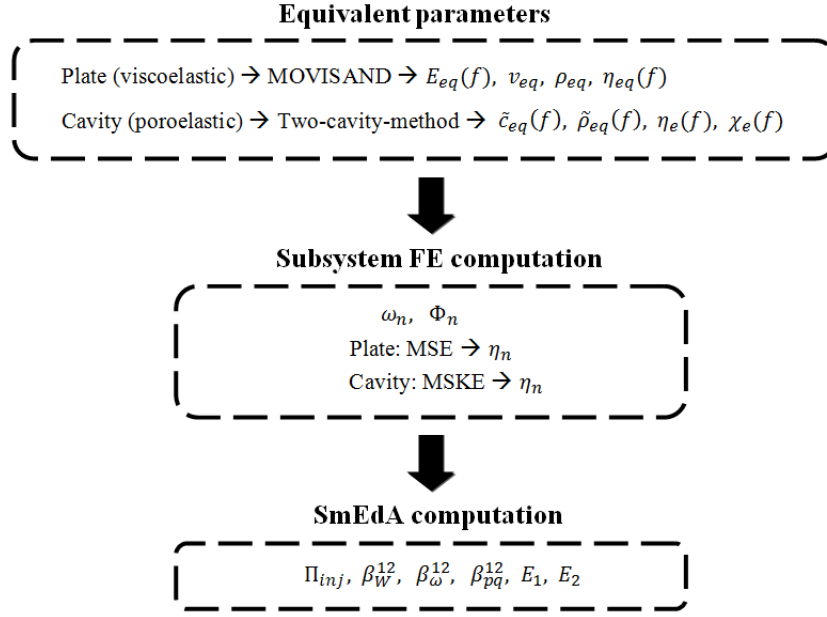 Equivalent parameters
Plate (viscoelastic) → MOVISAND → E_eq(f), ν_eq, ρ_eq, η_eq(f)
Cavity (poroelastic) → Two-cavity-method → c̃_eq(f), ρ̃_eq(f), η_e(f), χ_e(f)
Subsystem FE computation
ω_n, Φ_n
Plate: MSE → η_n
Cavity: MSKE → η_n
SmEdA computation
Π_inj, β_W^12, β_ω^12, β_pq^12, E_1, E_2